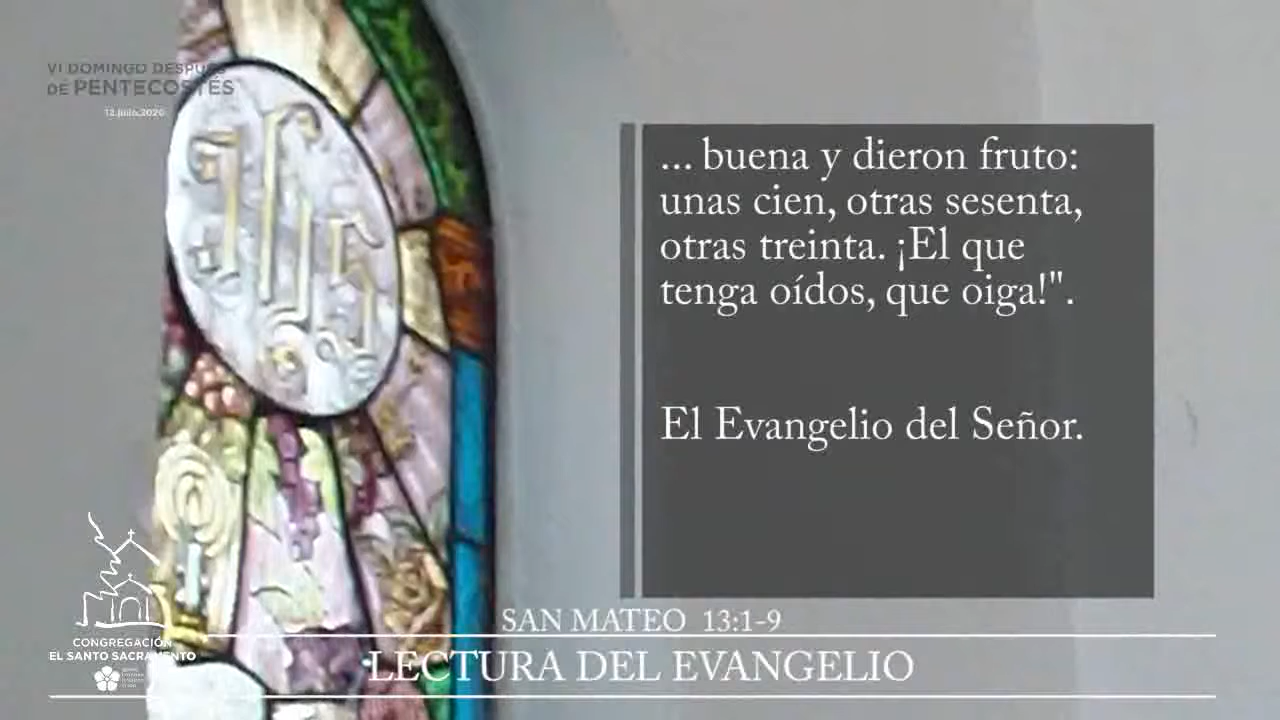 VI DOMINGO DESPUÉS
DE PENTECOSTÉS
12.julio.2020
... buena y dieron fruto:
unas cien, otras sesenta,
otras treinta. ¡El que
tenga oídos, que oiga!".
El Evangelio del Señor.
SAN MATEO 13:1-9
LECTURA DEL EVANGELIO
CONGREGACIÓN
EL SANTO SACRAMENTO